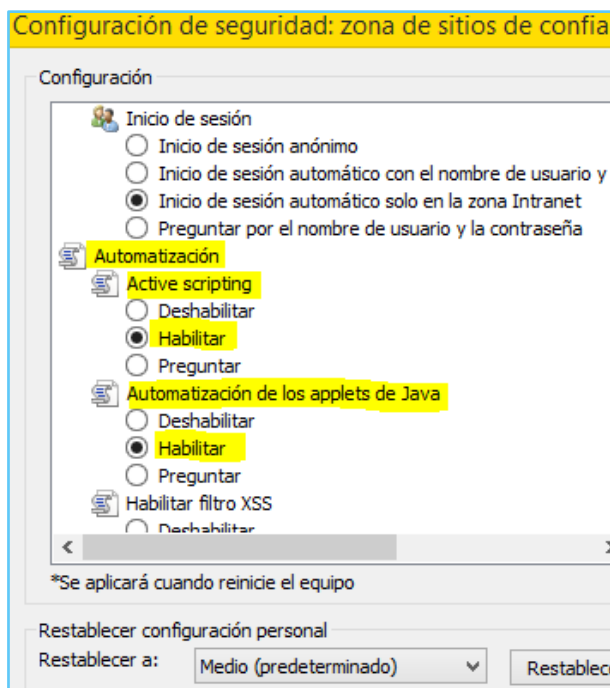 Configuración de seguridad: zona de sitios de confia
Configuración
Inicio de sesión
Inicio de sesión anónimo
Inicio de sesión automático con el nombre de usuario y
Inicio de sesión automático solo en la zona Intranet
Preguntar por el nombre de usuario y la contraseña
Automatización
Active scripting
Deshabilitar
Habilitar
Preguntar
Automatización de los applets de Java
Deshabilitar
Habilitar
Preguntar
Habilitar filtro XSS
Deshabilitar
*Se aplicará cuando reinicie el equipo
Restablecer configuración personal
Restablecer a: Medio (predeterminado) Restablec